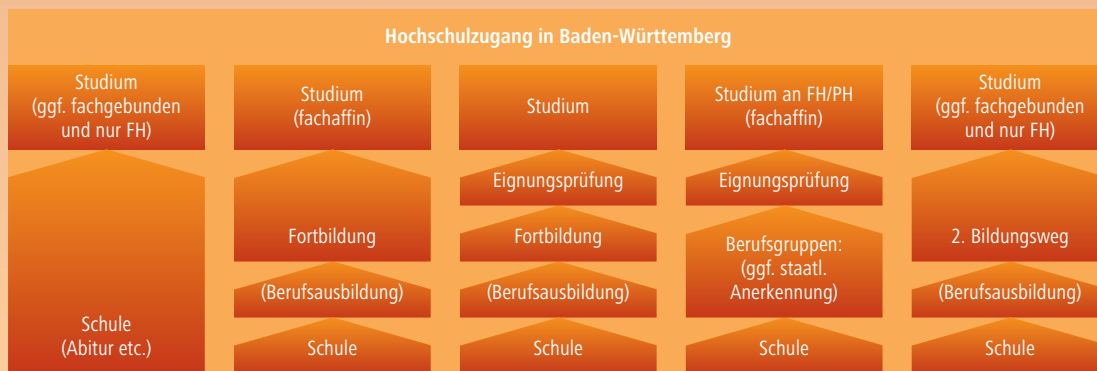 Hochschulzugang in Baden-Württemberg
Studium
(ggf. fachgebunden
und nur FH)
Schule
(Abitur etc.)
Studium
(fachaffin)
Fortbildung
(Berufsausbildung)
Schule
Studium
Eignungsprüfung
Fortbildung
(Berufsausbildung)
Schule
Studium an FH/PH
(fachaffin)
Eignungsprüfung
Berufsgruppen:
(ggf. staatl.
Anerkennung)
Schule
Studium
(ggf. fachgebunden
und nur FH)
2. Bildungsweg
(Berufsausbildung)
Schule